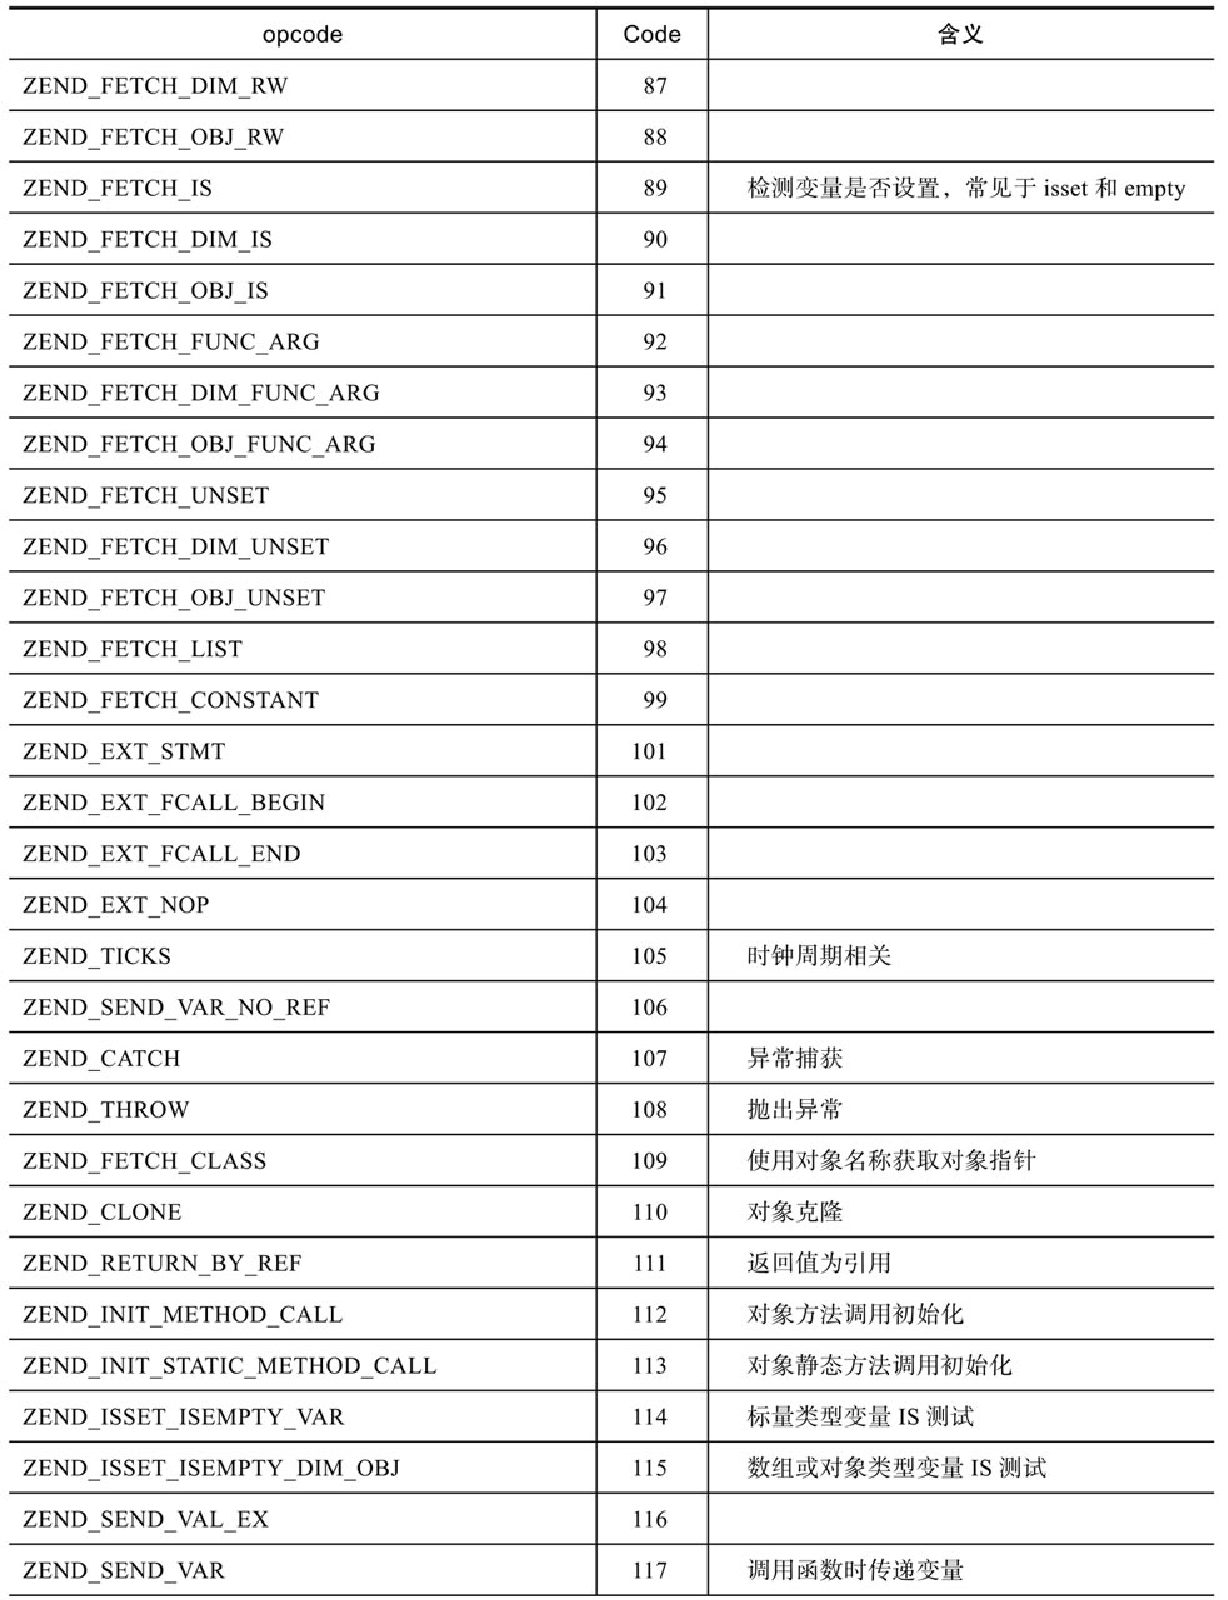 opcode Code 含义
ZEND_FETCH_DIM_RW 87
ZEND_FETCH_OBJ_RW 88
ZEND_FETCH_IS 89 检测变量是否设置，常见于 isset 和 empty
ZEND_FETCH_DIM_IS 90
ZEND_FETCH_OBJ_IS 91
ZEND_FETCH_FUNC_ARG 92
ZEND_FETCH_DIM_FUNC_ARG 93
ZEND_FETCH_OBJ_FUNC_ARG 94
ZEND_FETCH_UNSET 95
ZEND_FETCH_DIM_UNSET 96
ZEND_FETCH_OBJ_UNSET 97
ZEND_FETCH_LIST 98
ZEND_FETCH_CONSTANT 99
ZEND_EXT_STMT 101
ZEND_EXT_FCALL_BEGIN 102
ZEND_EXT_FCALL_END 103
ZEND_EXT_NOP 104
ZEND_TICKS 105 时钟周期相关
ZEND_SEND_VAR_NO_REF 106
ZEND_CATCH 107 异常捕获
ZEND_THROW 108 抛出异常
ZEND_FETCH_CLASS 109 使用对象名称获取对象指针
ZEND_CLONE 110 对象克隆
ZEND_RETURN_BY_REF 111 返回值为引用
ZEND_INIT_METHOD_CALL 112 对象方法调用初始化
ZEND_INIT_STATIC_METHOD_CALL 113 对象静态方法调用初始化
ZEND_ISSET_ISEMPTY_VAR 114 标量类型变量 IS 测试
ZEND_ISSET_ISEMPTY_DIM_OBJ 115 数组或对象类型变量 IS 测试
ZEND_SEND_VAL_EX 116
ZEND_SEND_VAR 117 调用函数时传递变量